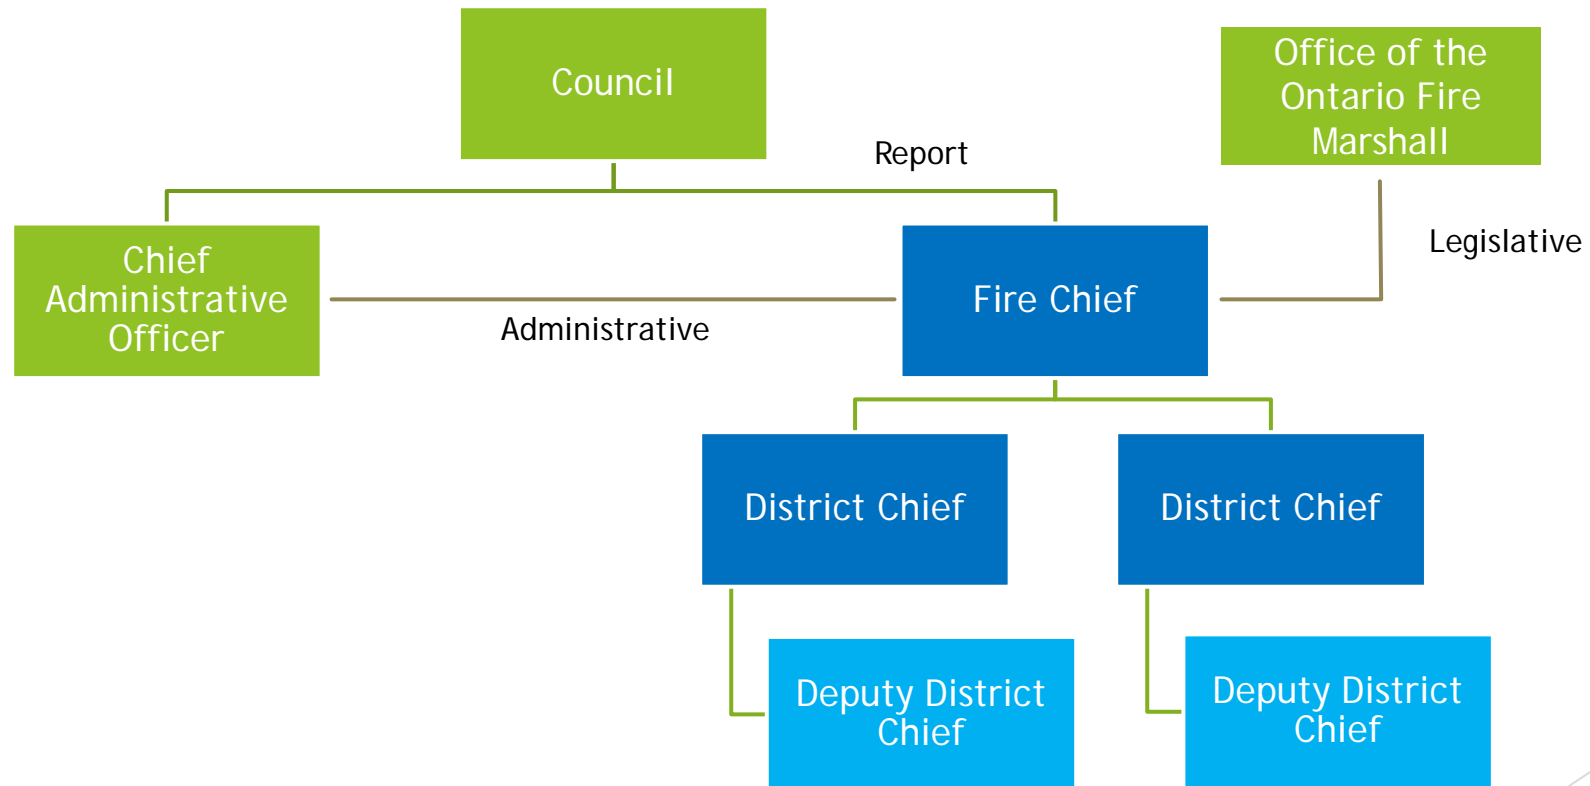 Council
Office of the
Ontario Fire
Marshall
Report
Chief
Administrative
Officer
Administrative
Fire Chief
Legislative
District Chief
District Chief
Deputy District
Chief
Deputy District
Chief